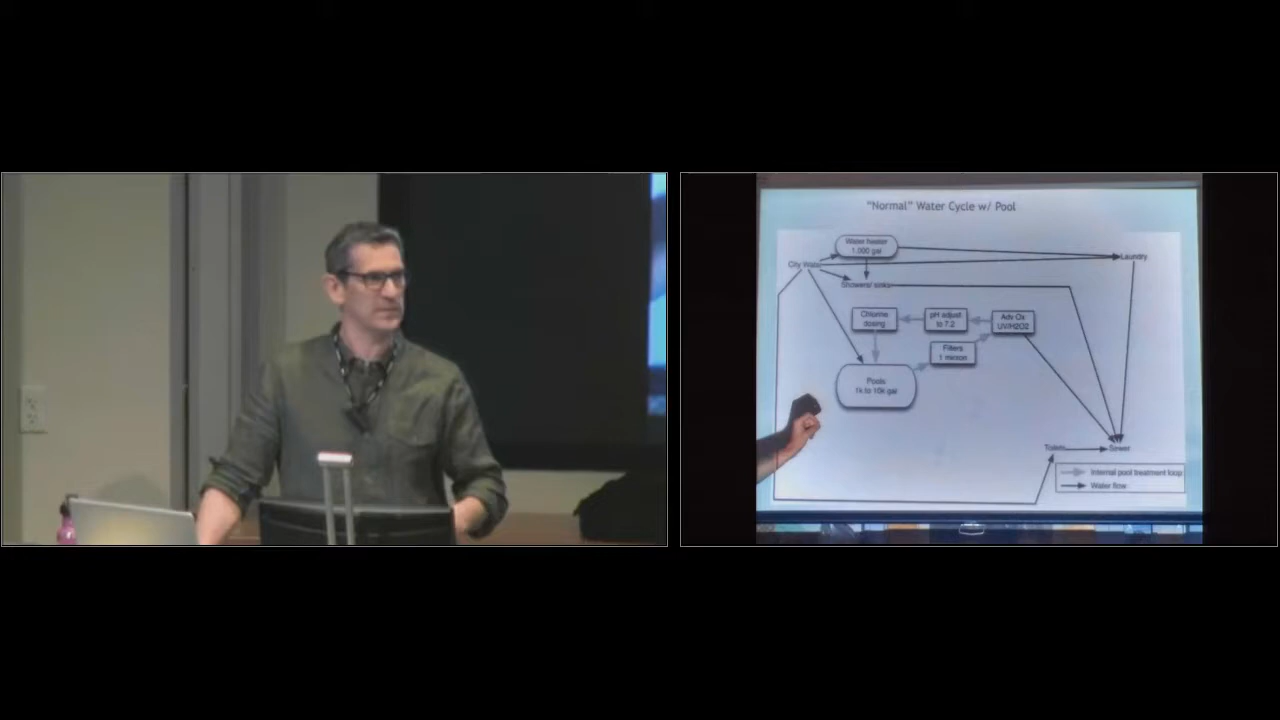 "Normal" Water Cycle w/ Pool
Water heater
1,000 gal
City Water
Laundry
Showers/ sinks
Chlorine
dosing
pH adjust
to 7.2
Adv Ox
UV/H2O2
Filters
1 micron
Pools
1k to 10k gal
Toilets
Sewer
Internal pool treatment loop
Water flow